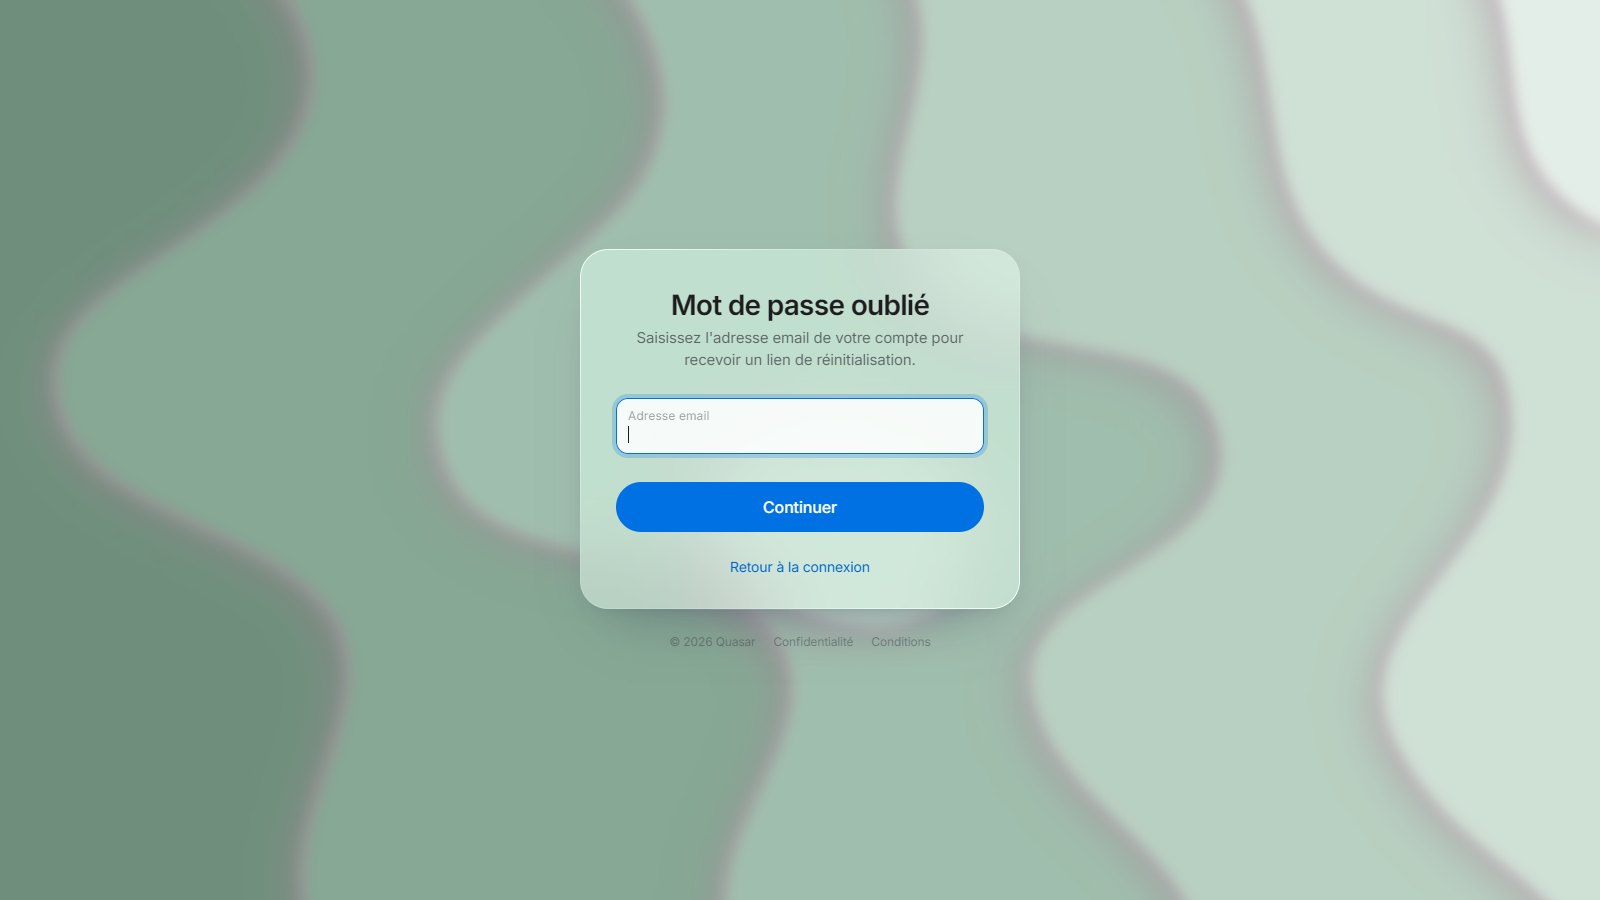 Mot de passe oublié
Saisissez l'adresse email de votre compte pour
recevoir un lien de réinitialisation.
Adresse email
Continuer
Retour à la connexion
© 2026 Quasar Confidentialité Conditions